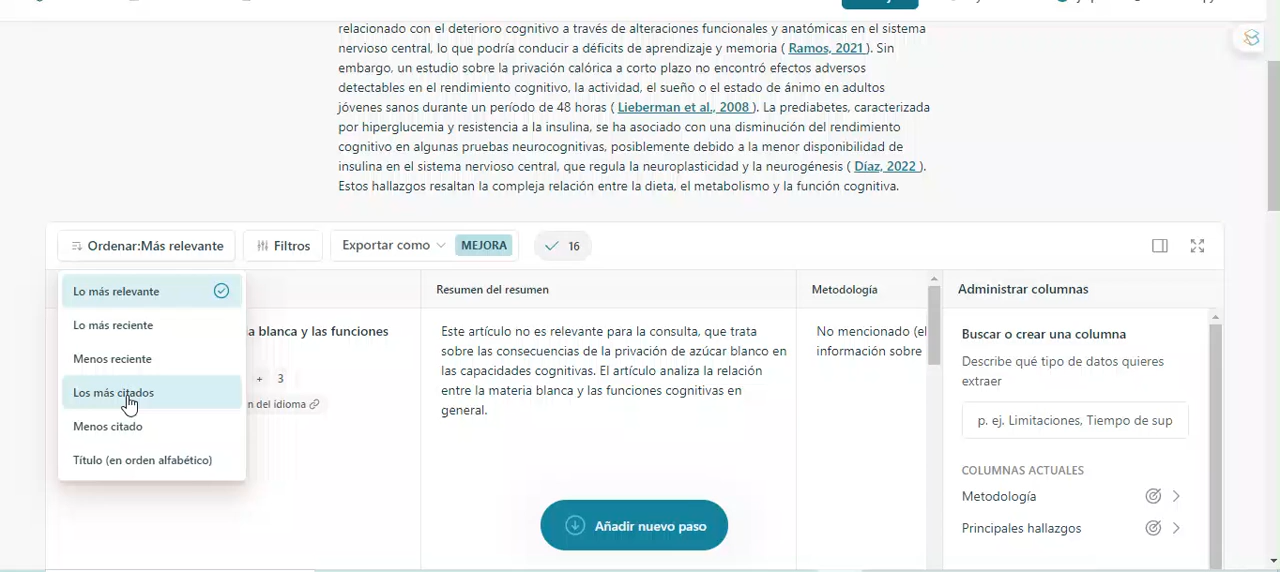 relacionado con el deterioro cognitivo a través de alteraciones funcionales y anatómicas en el sistema
nervioso central, lo que podría conducir a déficits de aprendizaje y memoria ( Ramos, 2021 ). Sin
embargo, un estudio sobre la privación calórica a corto plazo no encontró efectos adversos
detectables en el rendimiento cognitivo, la actividad, el sueño o el estado de ánimo en adultos
jóvenes sanos durante un período de 48 horas ( Lieberman et al., 2008 ). La prediabetes, caracterizada
por hiperglucemia y resistencia a la insulina, se ha asociado con una disminución del rendimiento
cognitivo en algunas pruebas neurocognitivas, posiblemente debido a la menor disponibilidad de
insulina en el sistema nervioso central, que regula la neuroplasticidad y la neurogénesis ( Díaz, 2022 ).
Estos hallazgos resaltan la compleja relación entre la dieta, el metabolismo y la función cognitiva.
Ordenar:Más relevante
Filtros
Exportar como
MEJORA
16
Lo más relevante
Lo más reciente
Menos reciente
Los más citados
Menos citado
Título (en orden alfabético)
a blanca y las funciones
+ 3
n del idioma
Resumen del resumen
Este artículo no es relevante para la consulta, que trata
sobre las consecuencias de la privación de azúcar blanco en
las capacidades cognitivas. El artículo analiza la relación
entre la materia blanca y las funciones cognitivas en
general.
Metodología
No mencionado (el
información sobre
Administrar columnas
Buscar o crear una columna
Describe qué tipo de datos quieres
extraer
p. ej. Limitaciones, Tiempo de sup
COLUMNAS ACTUALES
Metodología
Principales hallazgos
Añadir nuevo paso